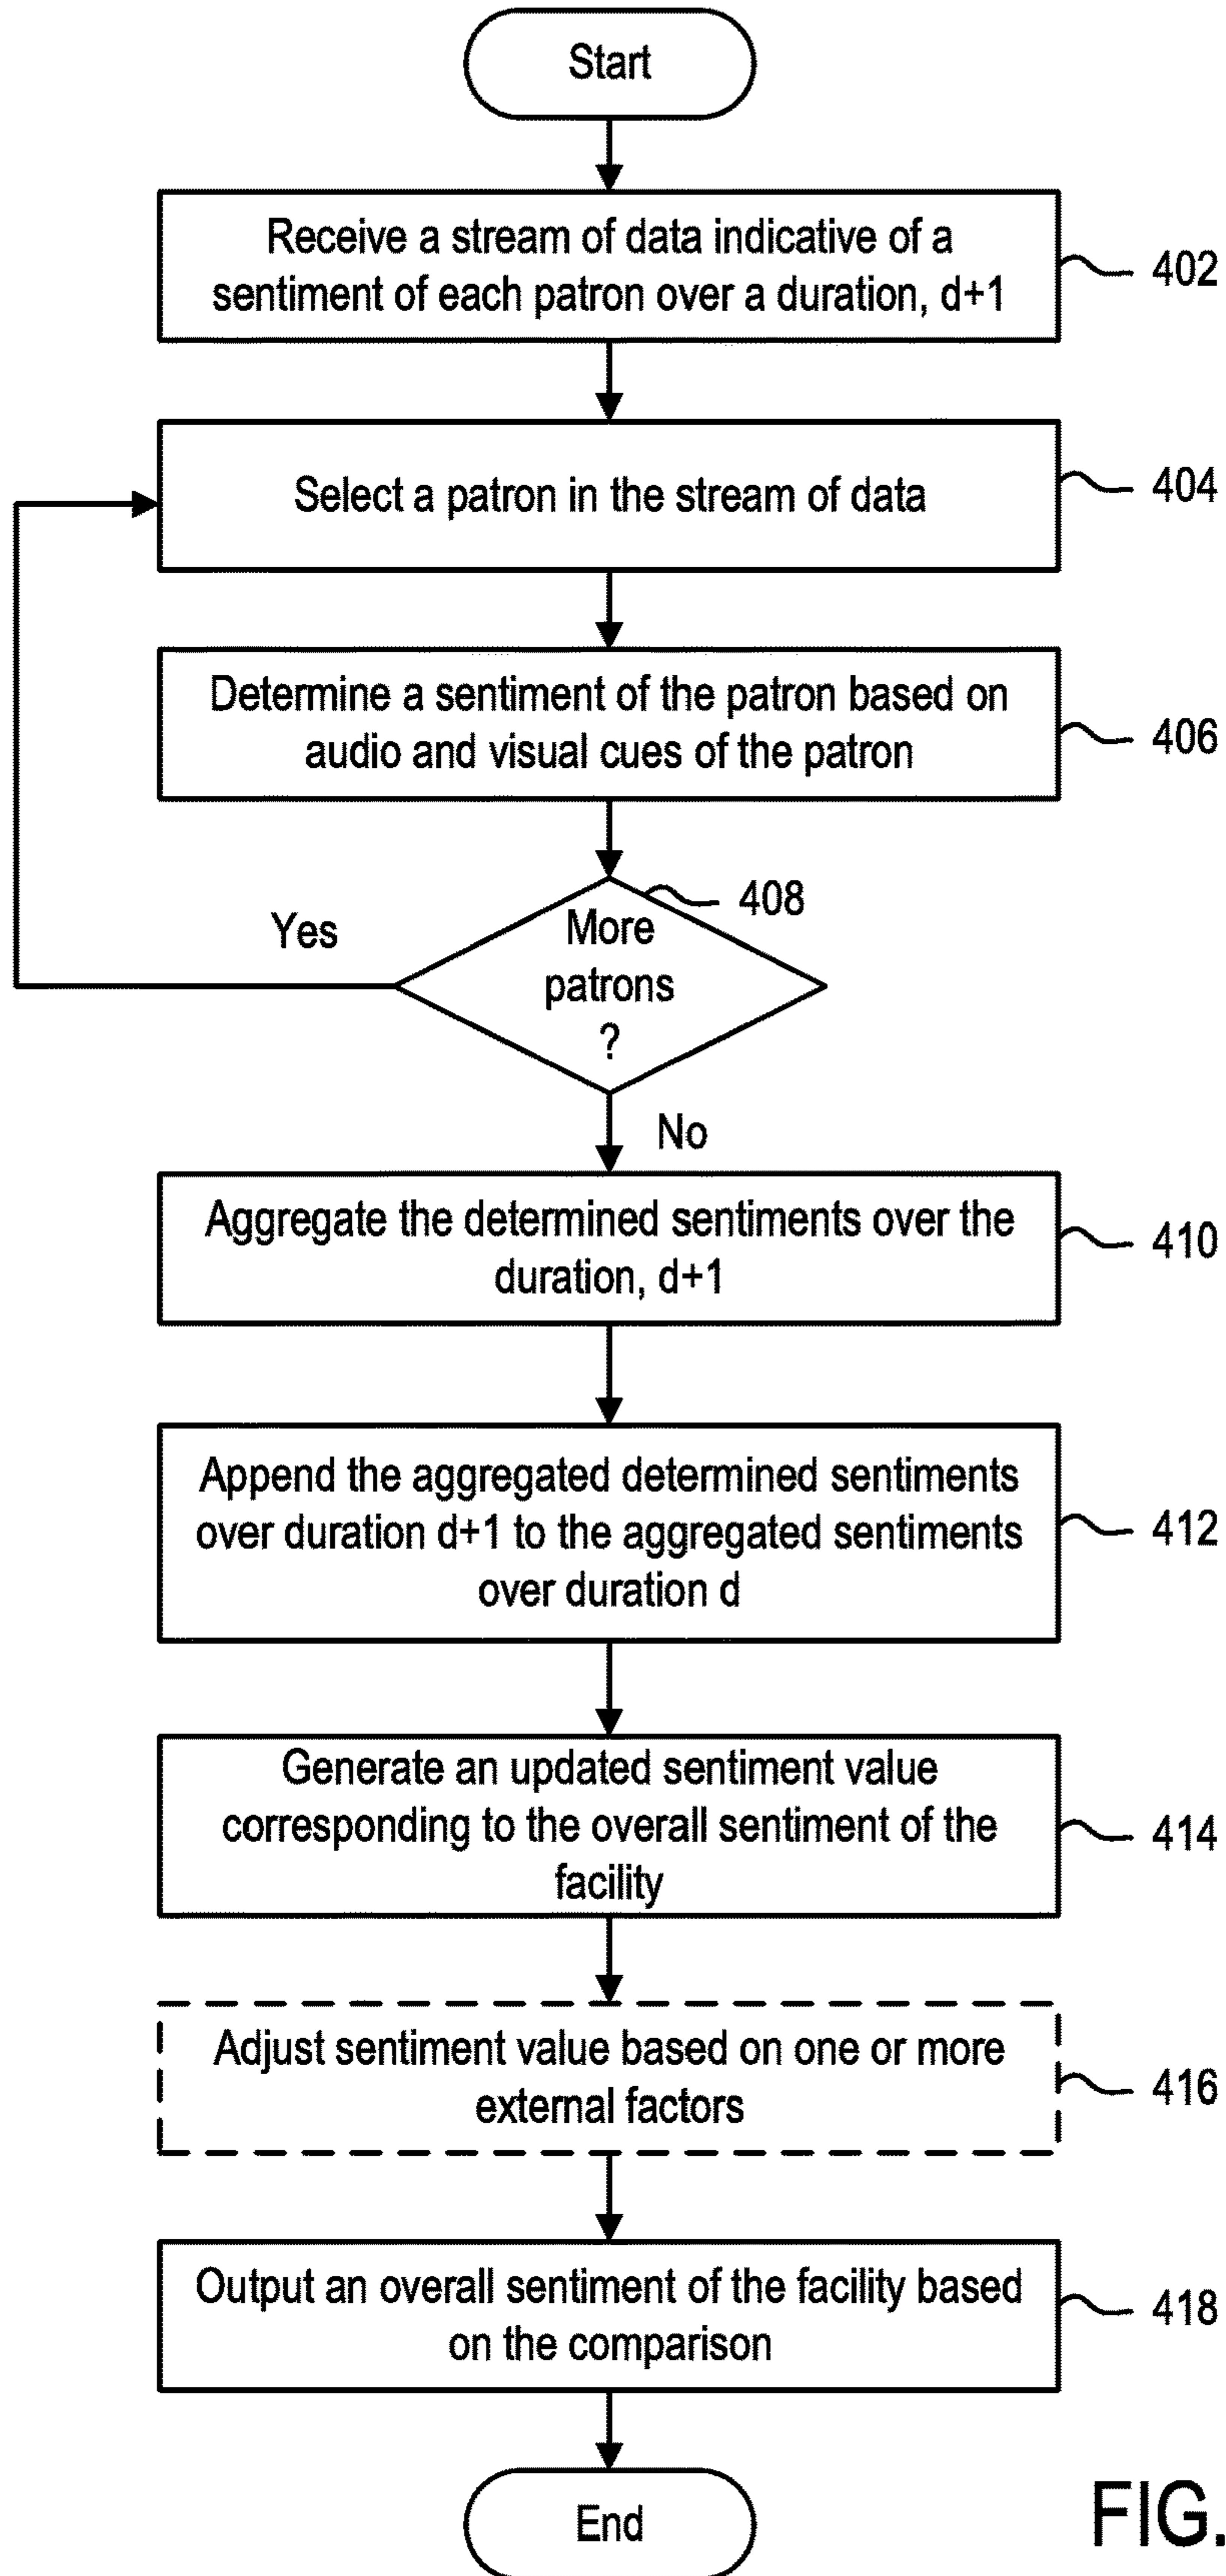 Start
Receive a stream of data indicative of a
sentiment of each patron over a duration, d+1
402
Select a patron in the stream of data
404
Determine a sentiment of the patron based on
audio and visual cues of the patron
406
408
More
patrons
?
Yes
No
Aggregate the determined sentiments over the
duration, d+1
410
Append the aggregated determined sentiments
over duration d+1 to the aggregated sentiments
over duration d
412
Generate an updated sentiment value
corresponding to the overall sentiment of the
facility
414
Adjust sentiment value based on one or more
external factors
416
Output an overall sentiment of the facility based
on the comparison
418
End
FIG.